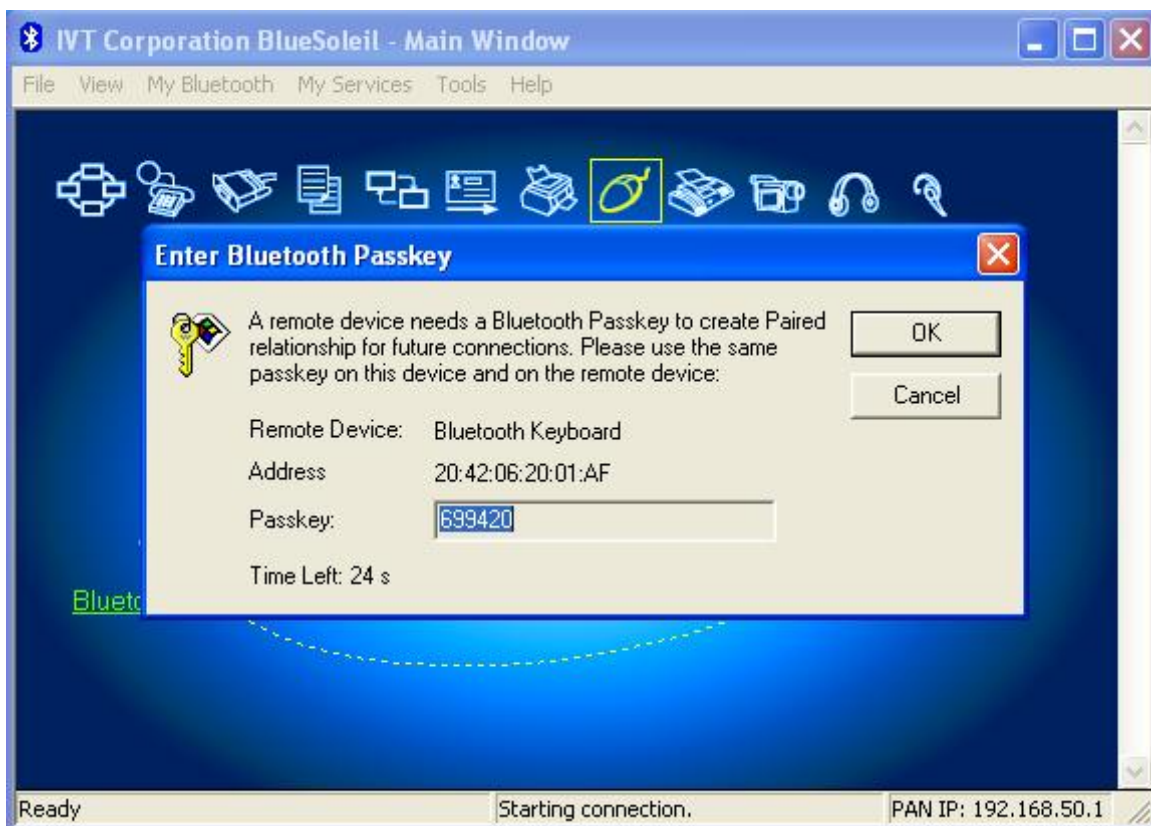 IVT Corporation BlueSoleil - Main Window
File View My Bluetooth My Services Tools Help
Enter Bluetooth Passkey
A remote device needs a Bluetooth Passkey to create Paired
relationship for future connections. Please use the same
passkey on this device and on the remote device:
OK
Cancel
Remote Device: Bluetooth Keyboard
Address 20:42:06:20:01:AF
Passkey: 699420
Time Left: 24 s
Ready Starting connection. PAN IP: 192.168.50.1